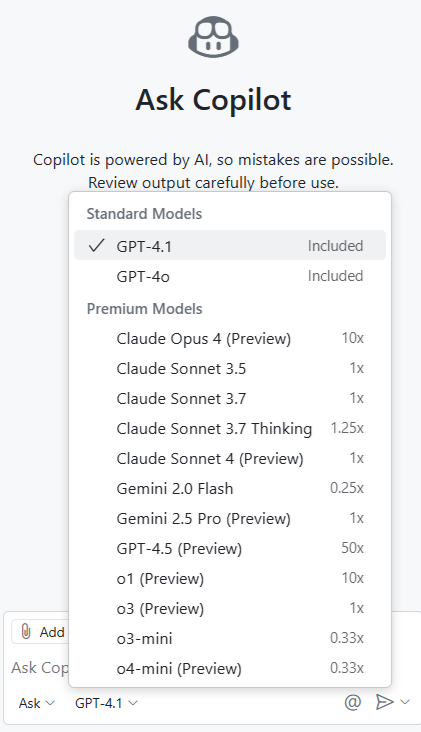 Ask Copilot
Copilot is powered by AI, so mistakes are possible.
Review output carefully before use.
Standard Models
GPT-4.1 Included
GPT-4o Included
Premium Models
Claude Opus 4 (Preview) 10x
Claude Sonnet 3.5 1x
Claude Sonnet 3.7 1x
Claude Sonnet 3.7 Thinking 1.25x
Claude Sonnet 4 (Preview) 1x
Gemini 2.0 Flash 0.25x
Gemini 2.5 Pro (Preview) 1x
GPT-4.5 (Preview) 50x
o1 (Preview) 10x
o3 (Preview) 1x
o3-mini 0.33x
o4-mini (Preview) 0.33x
Add
Ask Cop
Ask GPT-4.1 @